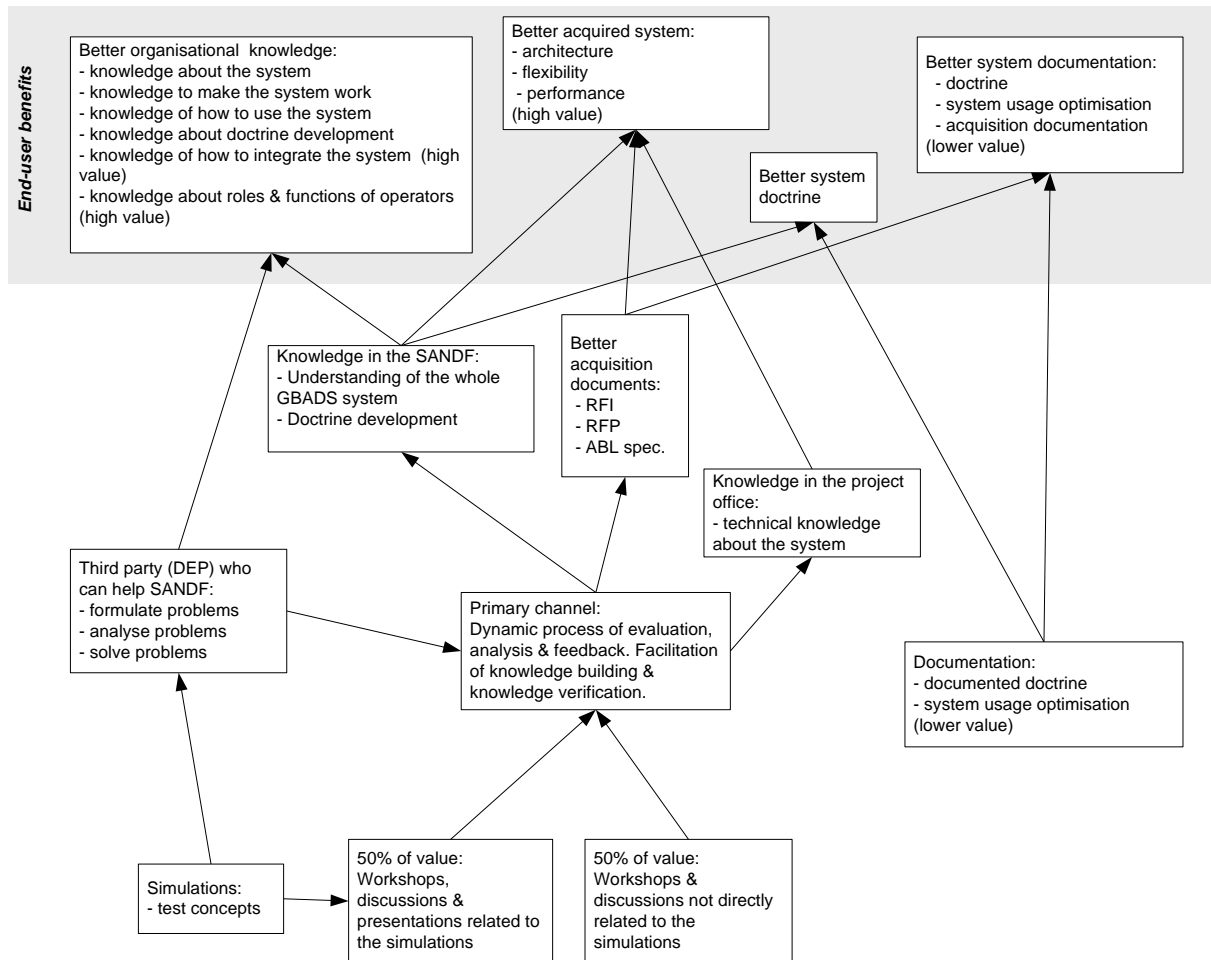 End-user benefits
Better organisational knowledge:
- knowledge about the system
- knowledge to make the system work
- knowledge of how to use the system
- knowledge about doctrine development
- knowledge of how to integrate the system (high
value)
- knowledge about roles & functions of operators
(high value)
Better acquired system:
- architecture
- flexibility
- performance
(high value)
Better system documentation:
- doctrine
- system usage optimisation
- acquisition documentation
(lower value)
Better system
doctrine
Knowledge in the SANDF:
- Understanding of the whole
GBADS system
- Doctrine development
Better
acquisition
documents:
- RFI
- RFP
- ABL spec.
Knowledge in the project
office:
- technical knowledge
about the system
Third party (DEP) who
can help SANDF:
- formulate problems
- analyse problems
- solve problems
Primary channel:
Dynamic process of evaluation,
analysis & feedback. Facilitation
of knowledge building &
knowledge verification.
Documentation:
- documented doctrine
- system usage optimisation
(lower value)
Simulations:
- test concepts
50% of value:
Workshops,
discussions &
presentations related to
the simulations
50% of value:
Workshops &
discussions not directly
related to the
simulations